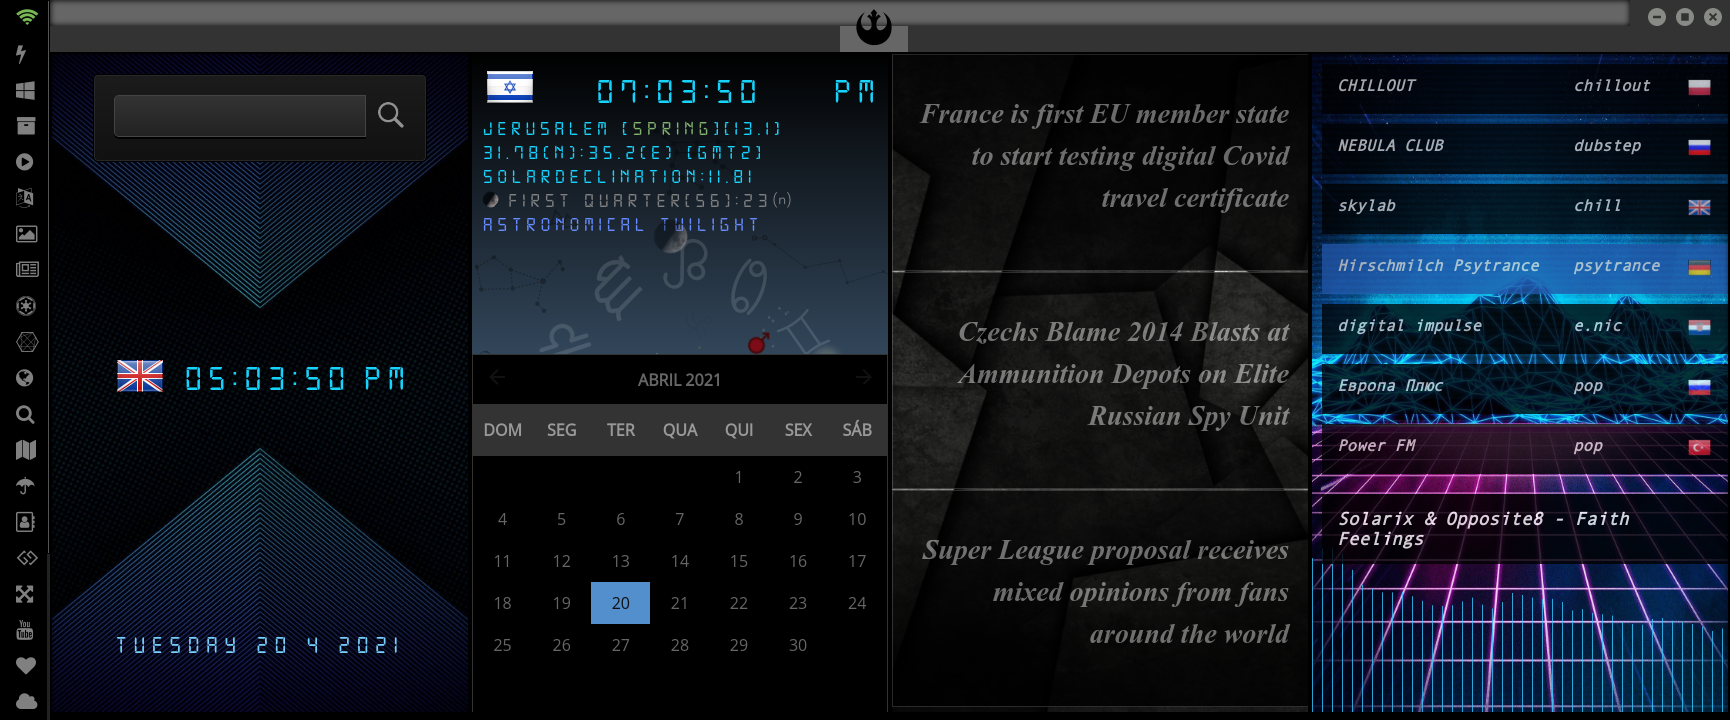 05:03:50 PM
TUESDAY 20 4 2021
07:03:50 PM
JERUSALEM [SPRING][13.1]
31.78(N):35.2(E) [GMT2]
SOLARDECLINATION:11.81
FIRST QUARTER[56]:23(n)
ASTRONOMICAL TWILIGHT
ABRIL 2021
DOM SEG TER QUA QUI SEX SÁB
1 2 3
4 5 6 7 8 9 10
11 12 13 14 15 16 17
18 19 20 21 22 23 24
25 26 27 28 29 30
France is first EU member state
to start testing digital Covid
travel certificate
Czechs Blame 2014 Blasts at
Ammunition Depots on Elite
Russian Spy Unit
Super League proposal receives
mixed opinions from fans
around the world
CHILLOUT chillout
NEBULA CLUB dubstep
skylab chill
Hirschmilch Psytrance psytrance
digital impulse e.nic
Европа Плюс pop
Power FM pop
Solarix & Opposite8 - Faith
Feelings
You
Tube